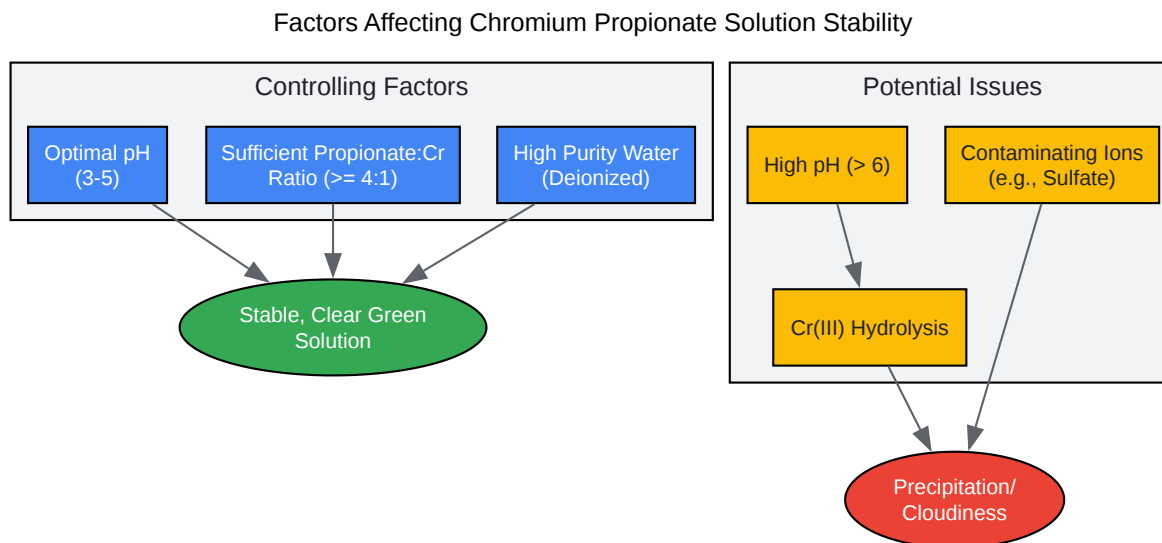 Factors Affecting Chromium Propionate Solution Stability
Controlling Factors
Optimal pH
(3-5)
Sufficient Propionate:Cr
Ratio (>= 4:1)
High Purity Water
(Deionized)
Stable, Clear Green
Solution
Potential Issues
High pH (> 6)
Contaminating Ions
(e.g., Sulfate)
Cr(III) Hydrolysis
Precipitation/
Cloudiness